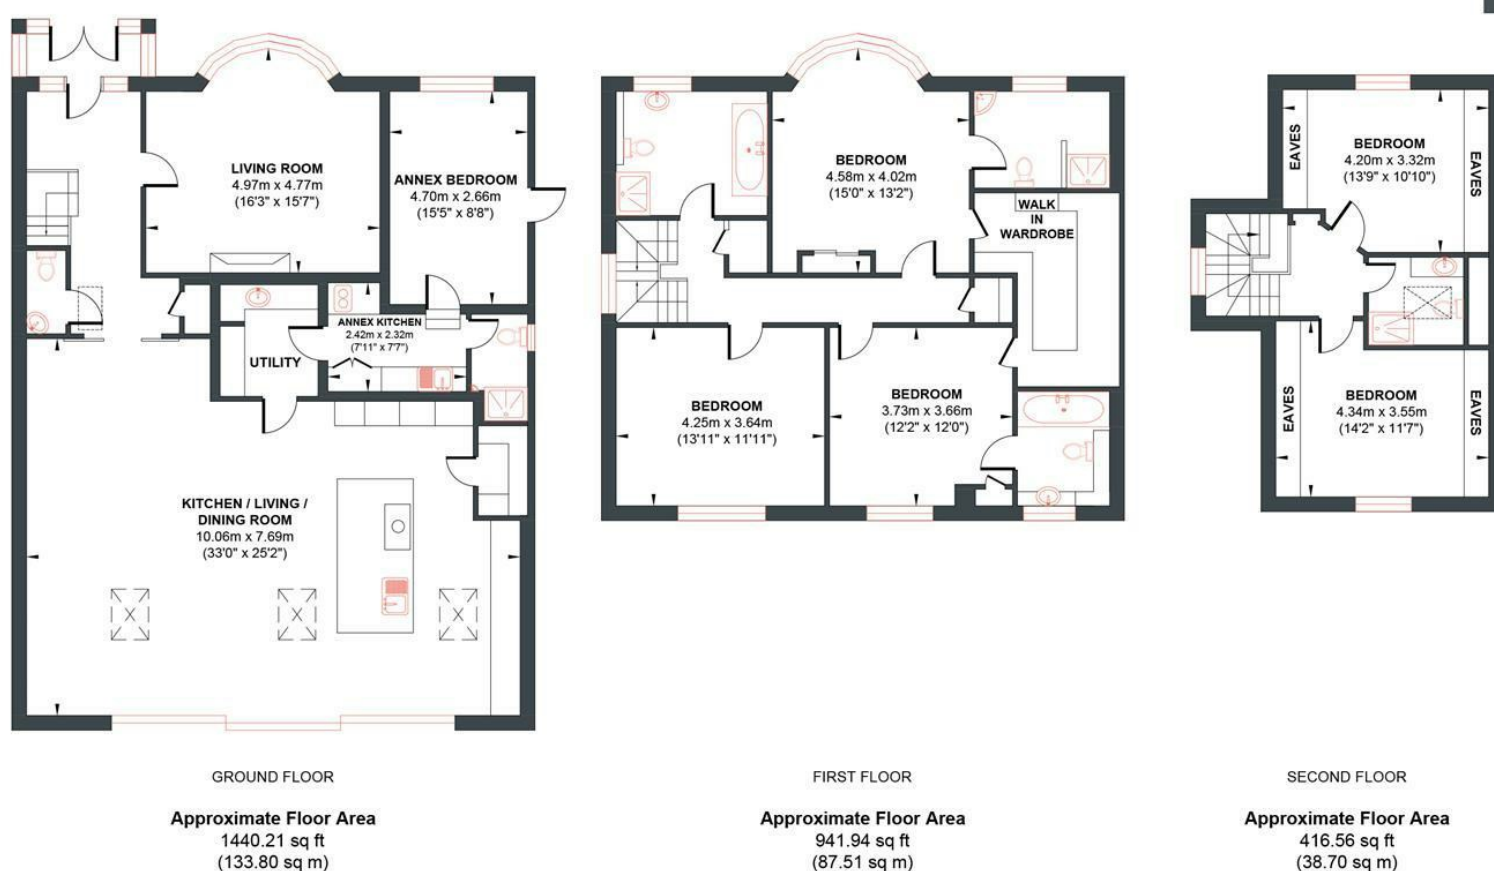 LIVING ROOM
4.97m x 4.77m
(16'3" x 15'7")
ANNEX BEDROOM
4.70m x 2.66m
(15'5" x 8'8")
ANNEX KITCHEN
2.42m x 2.32m
(7'11" x 7'7")
UTILITY
KITCHEN / LIVING /
DINING ROOM
10.06m x 7.69m
(33'0" x 25'2")
GROUND FLOOR
Approximate Floor Area
1440.21 sq ft
(133.80 sq m)
BEDROOM
4.58m x 4.02m
(15'0" x 13'2")
WALK
IN
WARDROBE
BEDROOM
4.25m x 3.64m
(13'11" x 11'11")
BEDROOM
3.73m x 3.66m
(12'2" x 12'0")
FIRST FLOOR
Approximate Floor Area
941.94 sq ft
(87.51 sq m)
EAVES
BEDROOM
4.20m x 3.32m
(13'9" x 10'10")
EAVES
EAVES
BEDROOM
4.34m x 3.55m
(14'2" x 11'7")
EAVES
SECOND FLOOR
Approximate Floor Area
416.56 sq ft
(38.70 sq m)